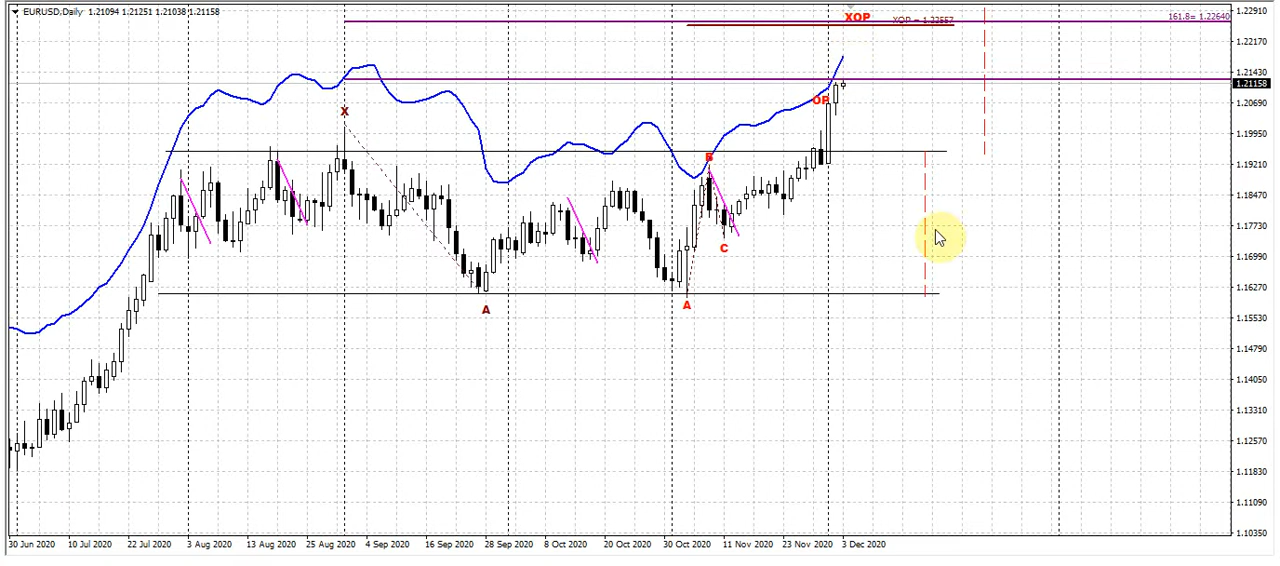 EURUSD,Daily 1.21094 1.21251 1.21038 1.21158
XOP
XOP = 1.22557
161.8= 1.22640
1.22910
1.22170
1.21430
1.21158
1.20690
1.19950
1.19210
1.18470
1.17730
1.16990
1.16270
1.15530
1.14790
1.14050
1.13310
1.12570
1.11830
1.11090
1.10350
OP
X
B
C
A
A
30 Jun 2020 10 Jul 2020 22 Jul 2020 3 Aug 2020 13 Aug 2020 25 Aug 2020 4 Sep 2020 16 Sep 2020 28 Sep 2020 8 Oct 2020 20 Oct 2020 30 Oct 2020 11 Nov 2020 23 Nov 2020 3 Dec 2020